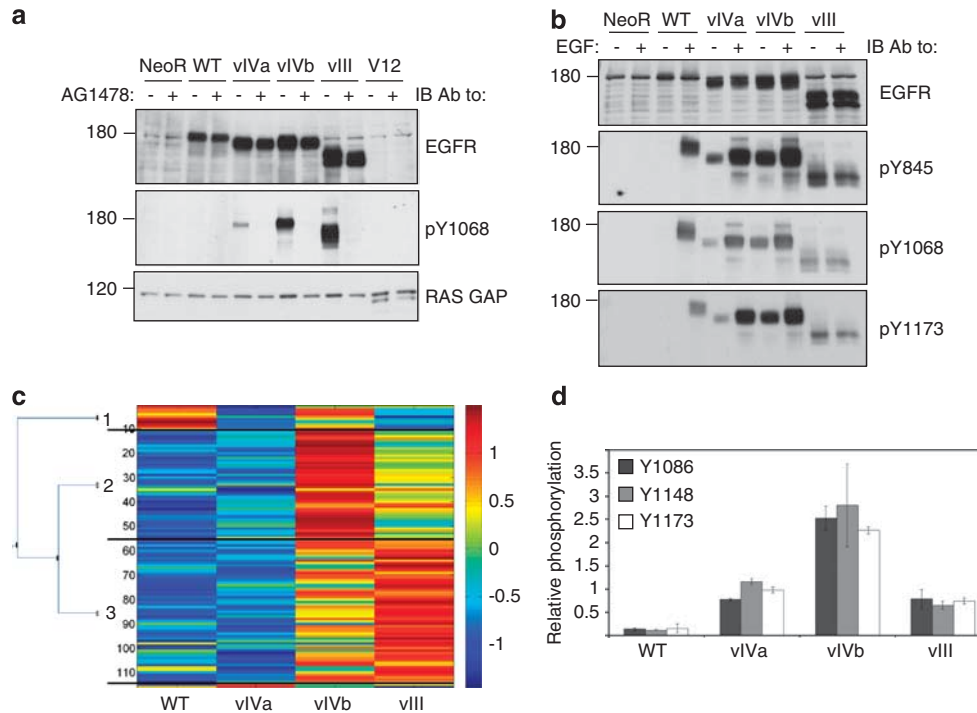 a
NeoR WT vIVa vIVb vIII V12
AG1478: - + - + - + - + - + - + IB Ab to:
180
EGFR
180
pY1068
120
RAS GAP
b
NeoR WT vIVa vIVb vIII
EGF: - + - + - + - + - + IB Ab to:
180
EGFR
180
pY845
180
pY1068
180
pY1173
c
1
2
3
10
20
30
40
50
60
70
80
90
100
110
WT vIVa vIVb vIII
1
0.5
0
-0.5
-1
d
Relative phosphorylation
3.5
3
2.5
2
1.5
1
0.5
Y1086
Y1148
Y1173
WT vIVa vIVb vIII